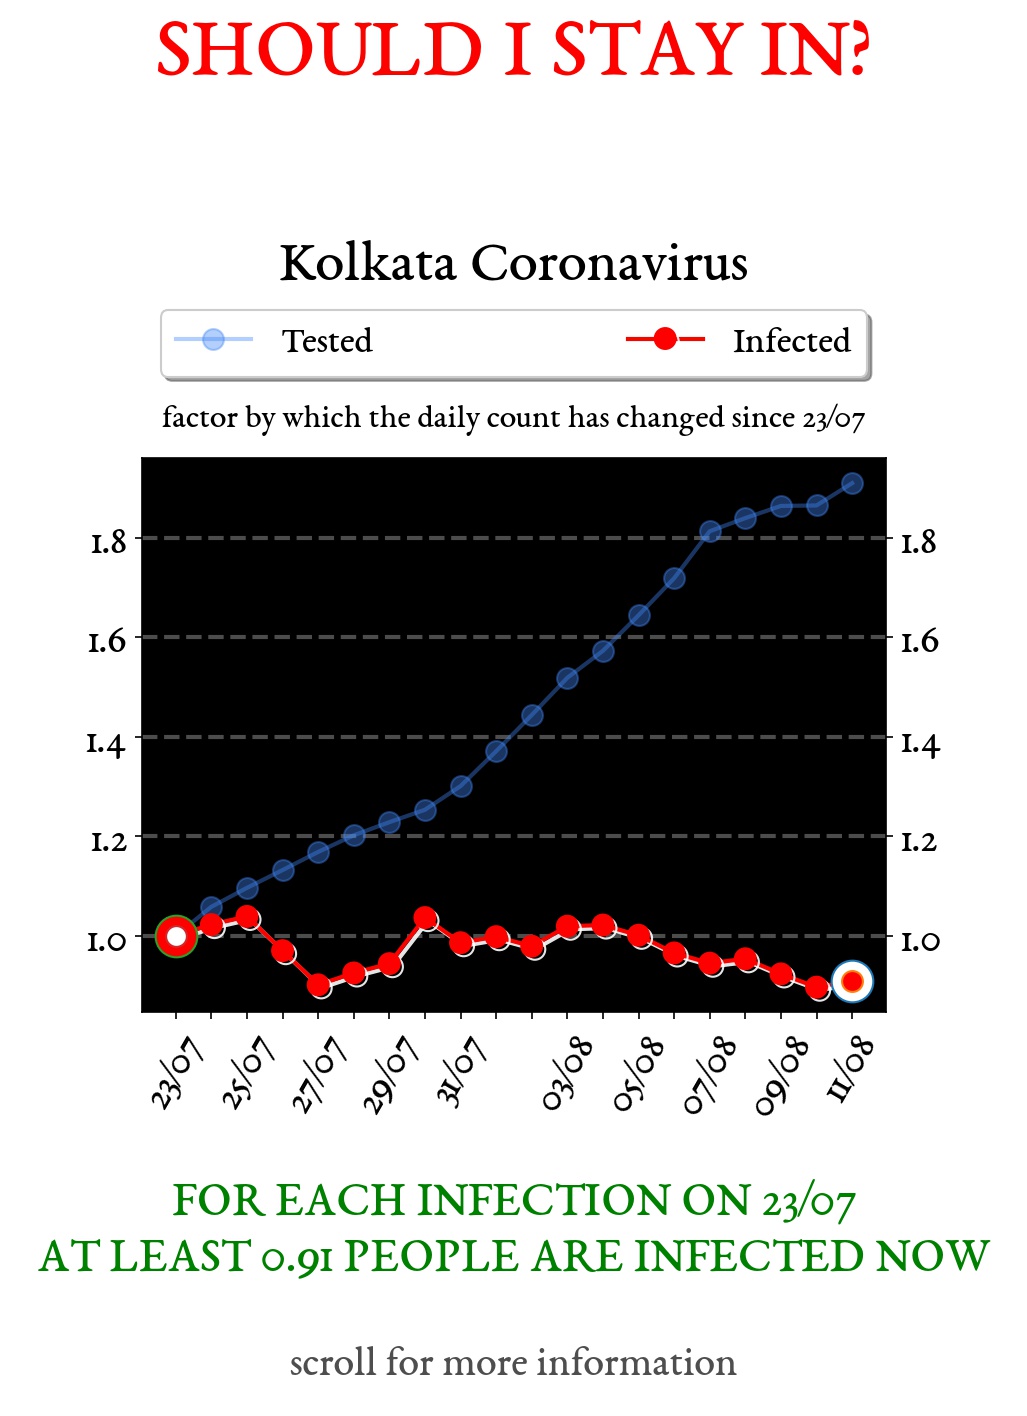 SHOULD I STAY IN?
Kolkata Coronavirus
Tested Infected
factor by which the daily count has changed since 23/07
1.8 1.8
1.6 1.6
1.4 1.4
1.2 1.2
1.0 1.0
23/07 25/07 27/07 29/07 31/07 03/08 05/08 07/08 09/08 11/08
FOR EACH INFECTION ON 23/07
AT LEAST 0.91 PEOPLE ARE INFECTED NOW
scroll for more information